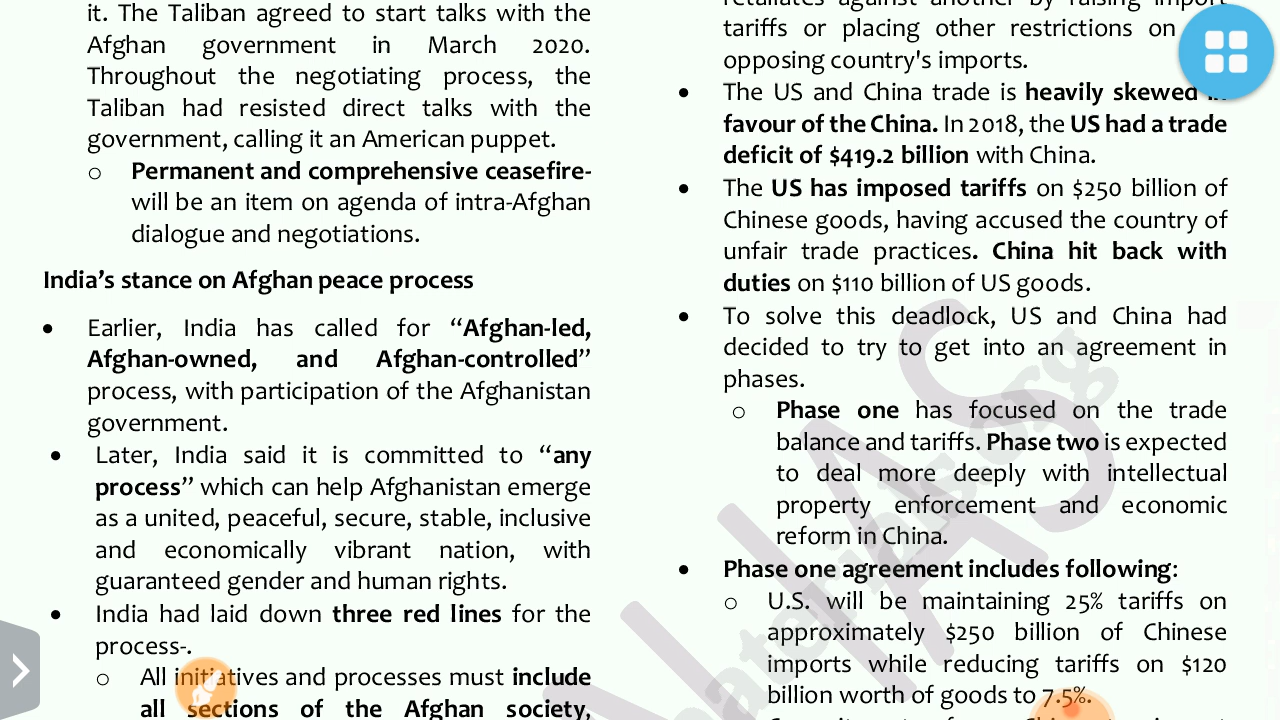 it. The Taliban agreed to start talks with the
Afghan government in March 2020.
Throughout the negotiating process, the
Taliban had resisted direct talks with the
government, calling it an American puppet.
o Permanent and comprehensive ceasefire-
will be an item on agenda of intra-Afghan
dialogue and negotiations.
India’s stance on Afghan peace process
• Earlier, India has called for “Afghan-led,
Afghan-owned, and Afghan-controlled”
process, with participation of the Afghanistan
government.
• Later, India said it is committed to “any
process” which can help Afghanistan emerge
as a united, peaceful, secure, stable, inclusive
and economically vibrant nation, with
guaranteed gender and human rights.
• India had laid down three red lines for the
process-.
o All initiatives and processes must include
all sections of the Afghan society,
retaliates against another by raising import
tariffs or placing other restrictions on
opposing country's imports.
• The US and China trade is heavily skewed in
favour of the China. In 2018, the US had a trade
deficit of $419.2 billion with China.
• The US has imposed tariffs on $250 billion of
Chinese goods, having accused the country of
unfair trade practices. China hit back with
duties on $110 billion of US goods.
• To solve this deadlock, US and China had
decided to try to get into an agreement in
phases.
o Phase one has focused on the trade
balance and tariffs. Phase two is expected
to deal more deeply with intellectual
property enforcement and economic
reform in China.
• Phase one agreement includes following:
o U.S. will be maintaining 25% tariffs on
approximately $250 billion of Chinese
imports while reducing tariffs on $120
billion worth of goods to 7.5%.